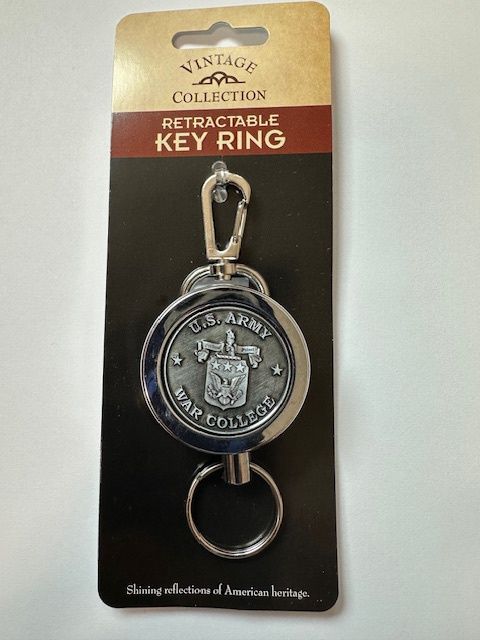 VINTAGE
COLLECTION
RETRACTABLE
KEY RING
U.S. ARMY
WAR COLLEGE
Shining reflections of American heritage.